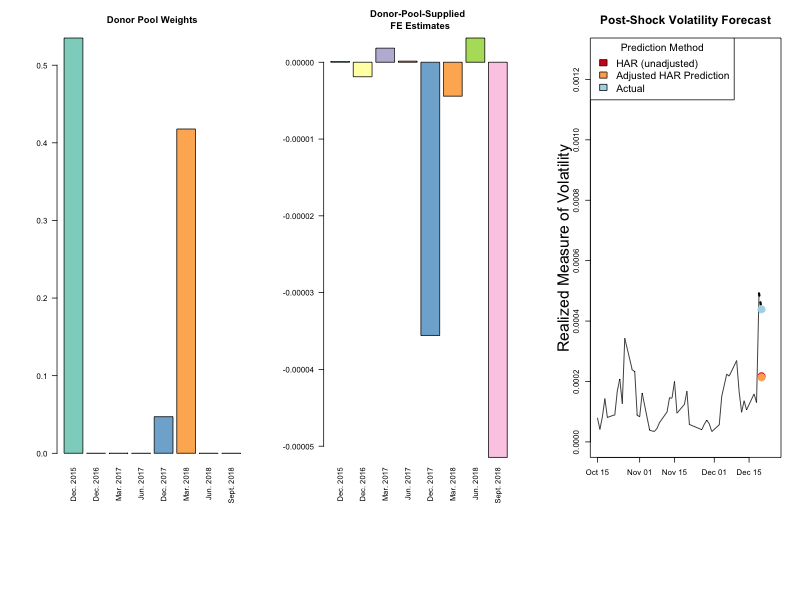 Donor Pool Weights
0.5
0.4
0.3
0.2
0.1
0.0
Dec. 2015
Dec. 2016
Mar. 2017
Jun. 2017
Dec. 2017
Mar. 2018
Jun. 2018
Sept. 2018
Donor-Pool-Supplied
FE Estimates
0.00000
-0.00001
-0.00002
-0.00003
-0.00004
-0.00005
Dec. 2015
Dec. 2016
Mar. 2017
Jun. 2017
Dec. 2017
Mar. 2018
Jun. 2018
Sept. 2018
Post-Shock Volatility Forecast
Prediction Method
HAR (unadjusted)
Adjusted HAR Prediction
Actual
Realized Measure of Volatility
0.0012
0.0010
0.0008
0.0006
0.0004
0.0002
0.0000
Oct 15
Nov 01
Nov 15
Dec 01
Dec 15